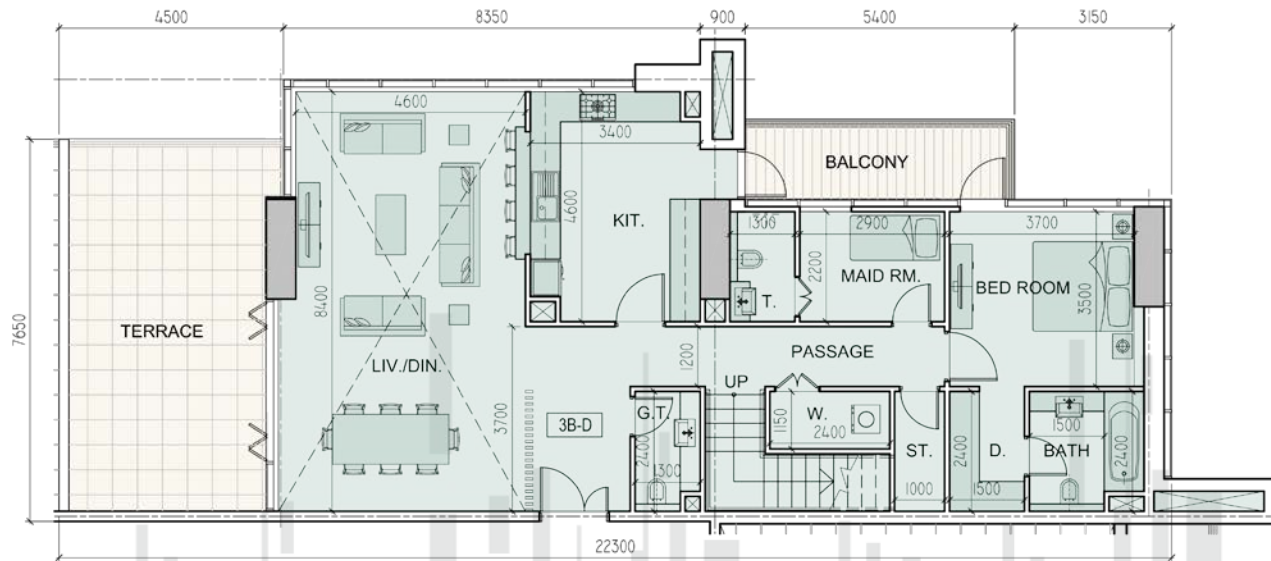 4500
8350
900
5400
3150
4600
3400
BALCONY
4600
KIT.
1300
2900
3700
2200
MAID RM.
BED ROOM
3500
T.
8400
7650
TERRACE
LIV./DIN.
1200
PASSAGE
UP
3700
3B-D
G.T.
2400
1300
1150
W.
2400
ST.
1000
2400
D.
1500
1500
BATH
2400
22300